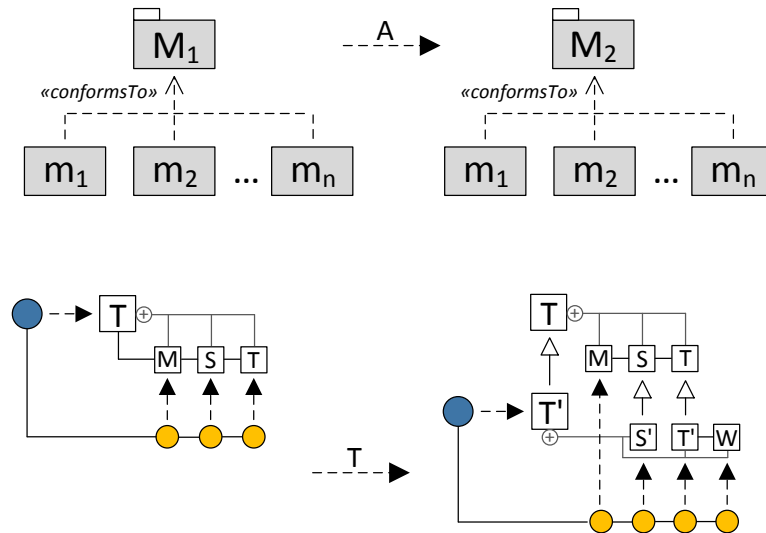 M1 A M2
«conformsTo» «conformsTo»
m1 m2 ... mn m1 m2 ... mn
T T
M S T M S T
T'
S' T' W
T